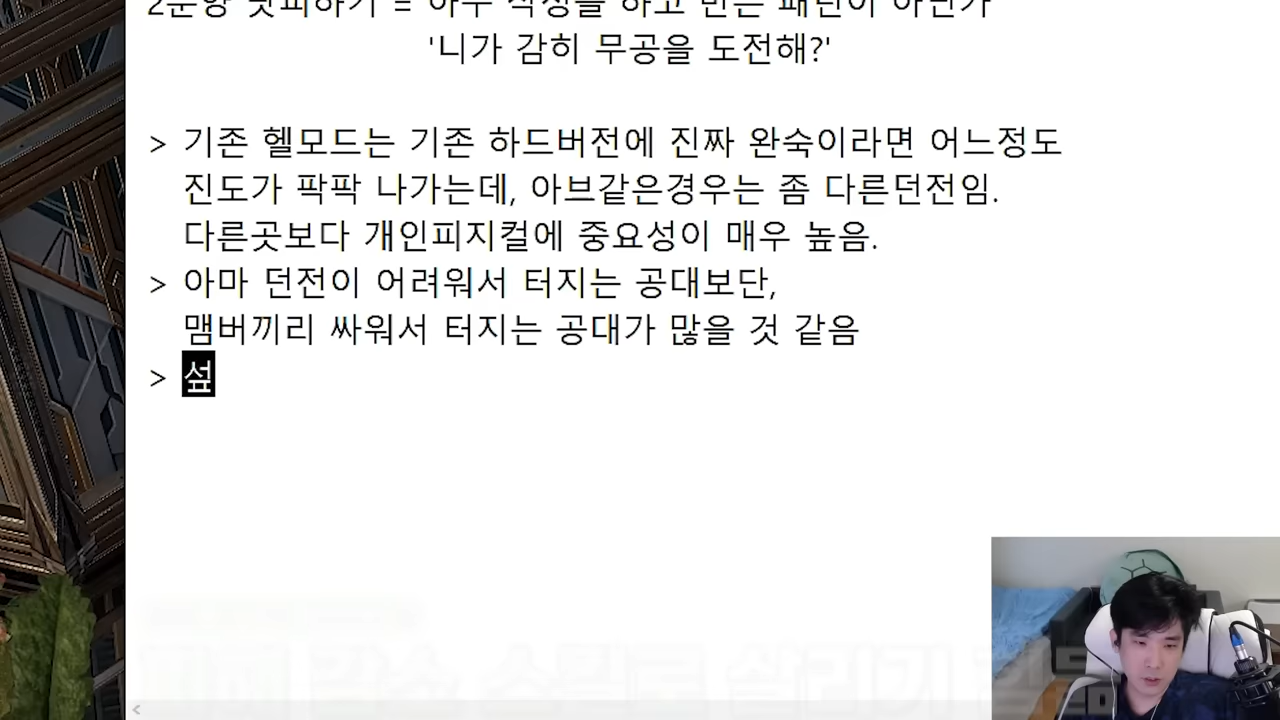 '니가 감히 무공을 도전해?'
> 기존 헬모드는 기존 하드버전에 진짜 완숙이라면 어느정도
진도가 팍팍 나가는데, 아브같은경우는 좀 다른던전임.
다른곳보다 개인피지컬에 중요성이 매우 높음.
> 아마 던전이 어려워서 터지는 공대보단,
맴버끼리 싸워서 터지는 공대가 많을 것 같음
> 섶